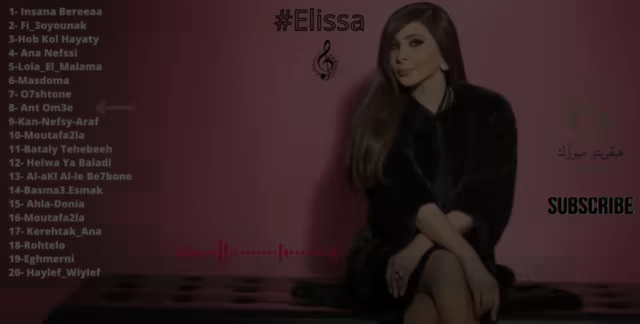 #Elissa
1- Insana Bereeaa
2- Fi_3oyounak
3-Hob Kol Hayaty
4- Ana Nefssi
5-Lola_El_Malama
6-Masdoma
7- O7shtone
8- Ant Om3e
9-Kan-Nefsy-Araf
10-Moutafa2la
11-Bataly Tehebeeh
12- Helwa Ya Baladi
13- Al-aKl Al-le Be7bone
14-Basma3.Esmak
15- Ahla-Donia
16-Moutafa2la
17- Kerehtak_Ana
18-Rohtelo
19-Eghmerni
20- Haylef_Wiylef
SUBSCRIBE